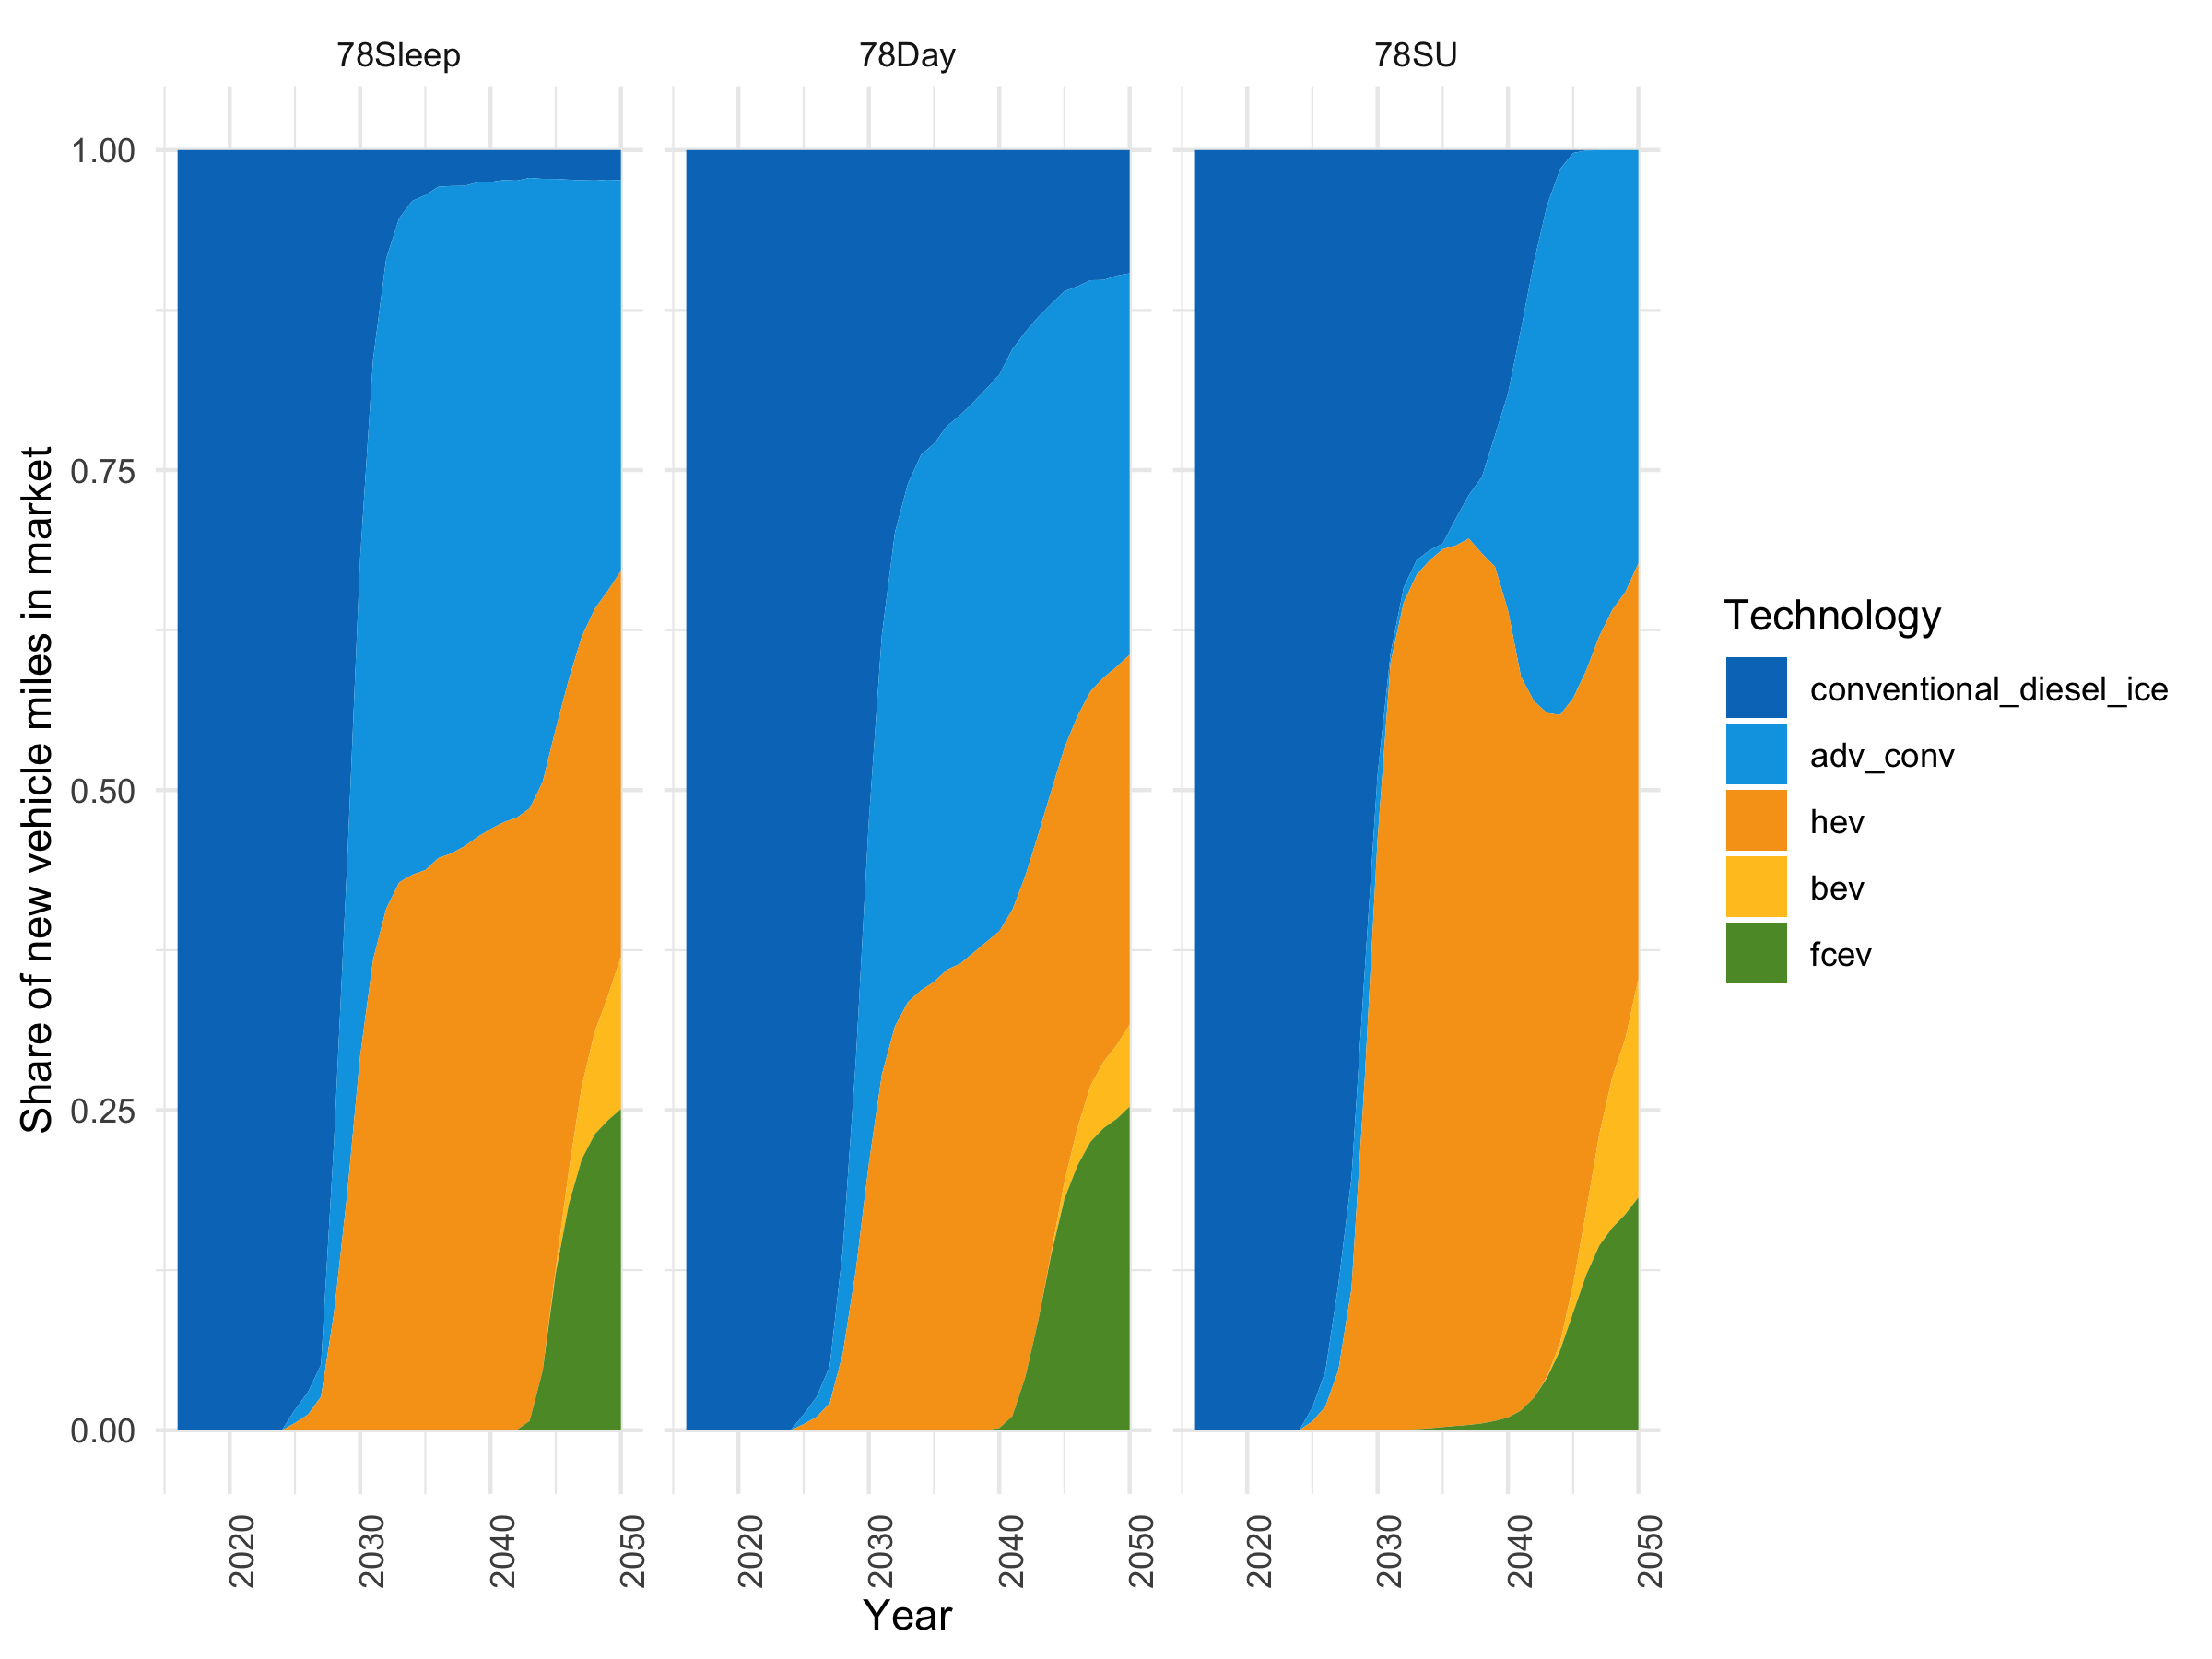 78Sleep 78Day 78SU
1.00
0.75
0.50
0.25
0.00
Share of new vehicle miles in market
2020 2030 2040 2050 2020 2030 2040 2050 2020 2030 2040 2050
Year
Technology
conventional_diesel_ice
adv_conv
hev
bev
fcev